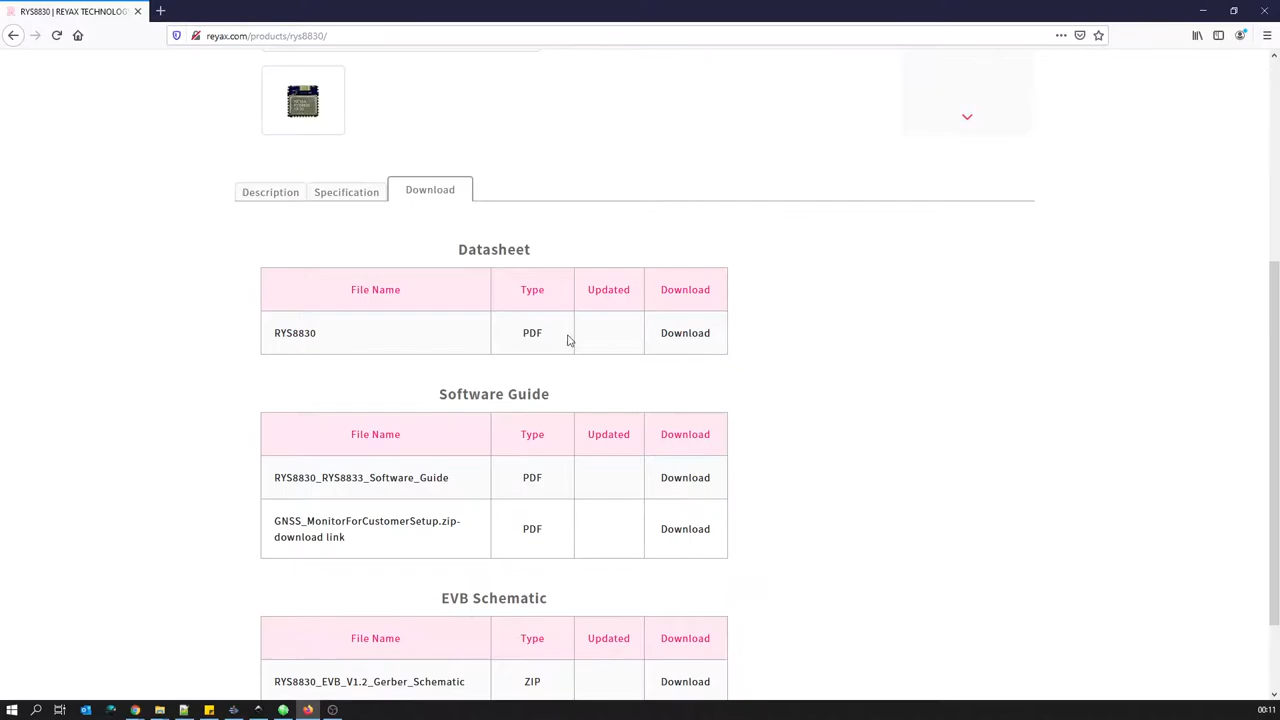 RYS8830 | REYAX TECHNOLOGY
reyax.com/products/rys8830/
Description
Specification
Download
Datasheet
File Name Type Updated Download
RYS8830 PDF Download
Software Guide
File Name Type Updated Download
RYS8830_RYS8833_Software_Guide PDF Download
GNSS_MonitorForCustomerSetup.zip-
download link PDF Download
EVB Schematic
File Name Type Updated Download
RYS8830_EVB_V1.2_Gerber_Schematic ZIP Download
00:11